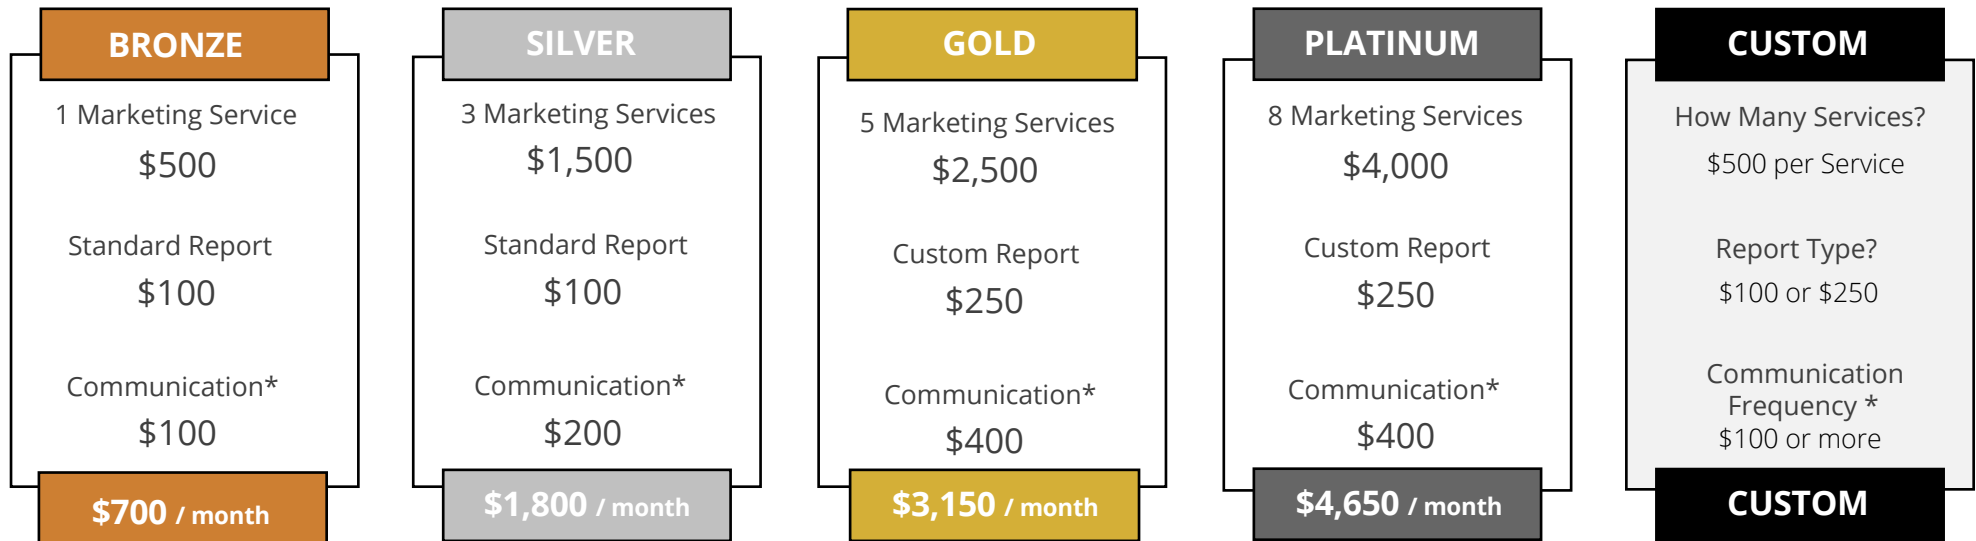 BRONZE
1 Marketing Service
$500
Standard Report
$100
Communication*
$100
$700 / month
SILVER
3 Marketing Services
$1,500
Standard Report
$100
Communication*
$200
$1,800 / month
GOLD
5 Marketing Services
$2,500
Custom Report
$250
Communication*
$400
$3,150 / month
PLATINUM
8 Marketing Services
$4,000
Custom Report
$250
Communication*
$400
$4,650 / month
CUSTOM
How Many Services?
$500 per Service
Report Type?
$100 or $250
Communication
Frequency *
$100 or more
CUSTOM